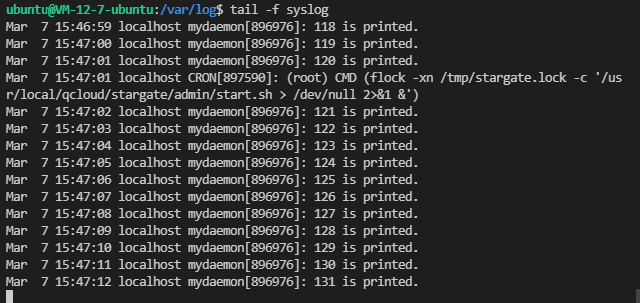 ubuntu@VM-12-7-ubuntu:/var/log$ tail -f syslog
Mar  7 15:46:59 localhost mydaemon[896976]: 118 is printed.
Mar  7 15:47:00 localhost mydaemon[896976]: 119 is printed.
Mar  7 15:47:01 localhost mydaemon[896976]: 120 is printed.
Mar  7 15:47:01 localhost CRON[897590]: (root) CMD (flock -xn /tmp/stargate.lock -c '/us
r/local/qcloud/stargate/admin/start.sh > /dev/null 2>&1 &')
Mar  7 15:47:02 localhost mydaemon[896976]: 121 is printed.
Mar  7 15:47:03 localhost mydaemon[896976]: 122 is printed.
Mar  7 15:47:04 localhost mydaemon[896976]: 123 is printed.
Mar  7 15:47:05 localhost mydaemon[896976]: 124 is printed.
Mar  7 15:47:06 localhost mydaemon[896976]: 125 is printed.
Mar  7 15:47:07 localhost mydaemon[896976]: 126 is printed.
Mar  7 15:47:08 localhost mydaemon[896976]: 127 is printed.
Mar  7 15:47:09 localhost mydaemon[896976]: 128 is printed.
Mar  7 15:47:10 localhost mydaemon[896976]: 129 is printed.
Mar  7 15:47:11 localhost mydaemon[896976]: 130 is printed.
Mar  7 15:47:12 localhost mydaemon[896976]: 131 is printed.